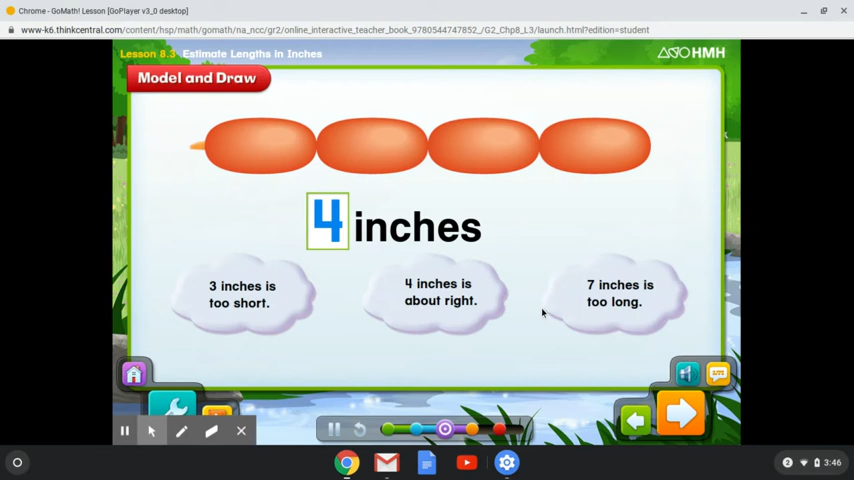 Chrome - GoMath! Lesson [GoPlayer v3_0 desktop]
www-k6.thinkcentral.com/content/hsp/math/gomath/na_ncc/gr2/online_interactive_teacher_book_9780544747852_/G2_Chp8_L3/launch.html?edition=student
Lesson 8.3 Estimate Lengths in Inches
HMH
Model and Draw
4 inches
3 inches is
too short.
4 inches is
about right.
7 inches is
too long.
2
3:46